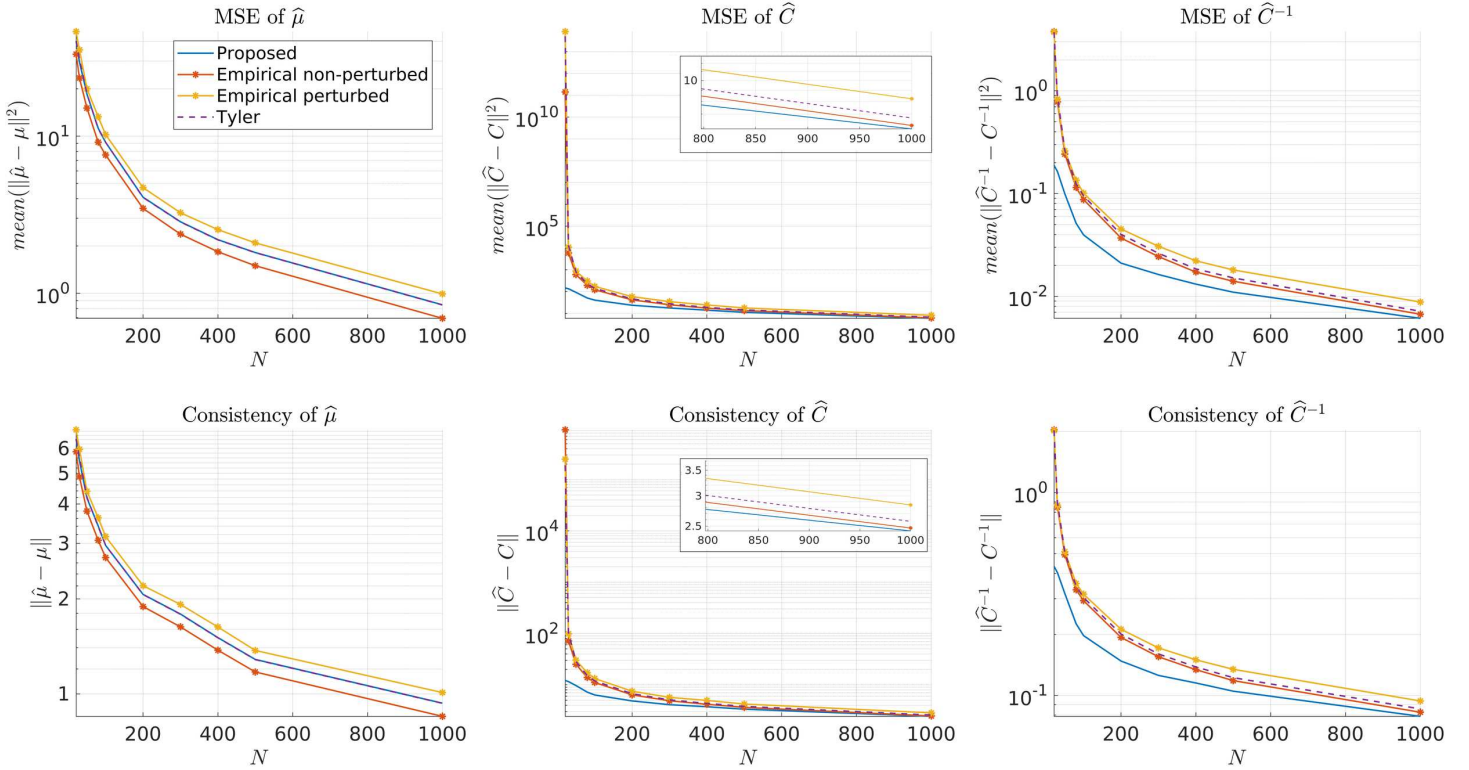 MSE of μ̂
MSE of Ĉ
MSE of Ĉ⁻¹
Proposed
Empirical non-perturbed
Empirical perturbed
Tyler
mean(||μ̂ − μ||²)
10¹
10⁰
200 400 600 800 1000
N
mean(||Ĉ − C||²)
10¹⁰
10⁵
200 400 600 800 1000
N
10
800 850 900 950 1000
mean(||Ĉ⁻¹ − C⁻¹||²)
10⁰
10⁻¹
10⁻²
200 400 600 800 1000
N
Consistency of μ̂
Consistency of Ĉ
Consistency of Ĉ⁻¹
||μ̂ − μ||
6
5
4
3
2
1
200 400 600 800 1000
N
||Ĉ − C||
10⁴
10²
200 400 600 800 1000
N
3.5
3
2.5
800 850 900 950 1000
||Ĉ⁻¹ − C⁻¹||
10⁰
10⁻¹
200 400 600 800 1000
N